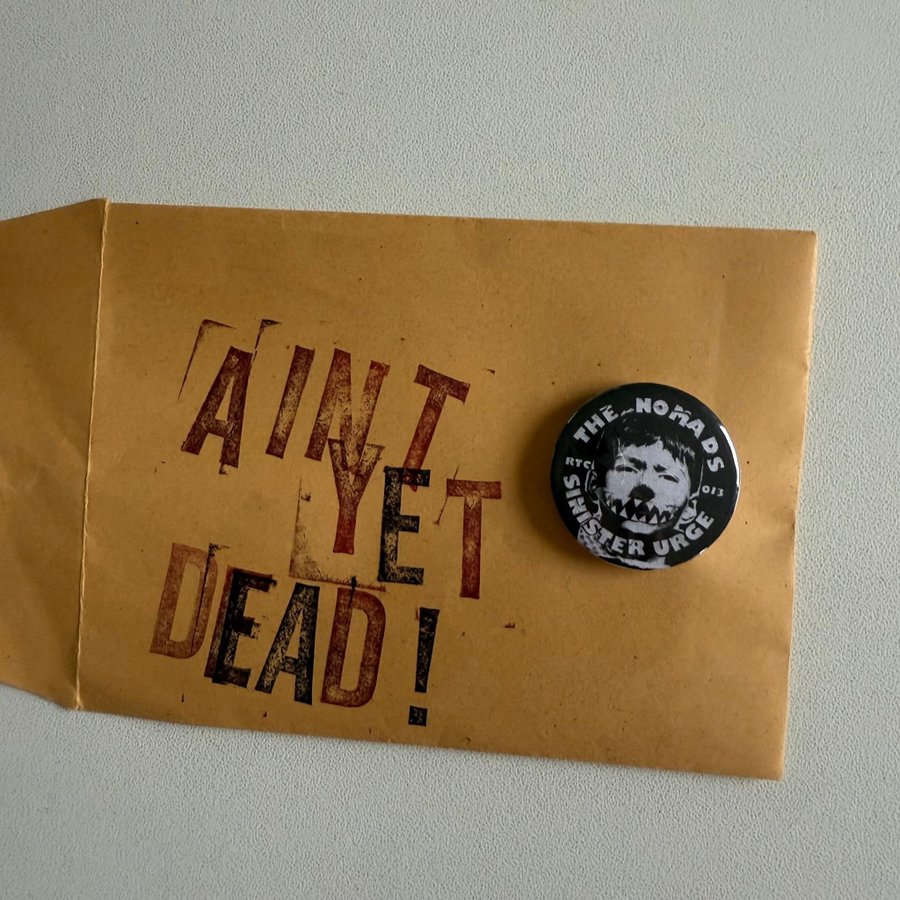 AINT
YET
DEAD!
THE NOMADS
RTC 013
SINISTER URGE